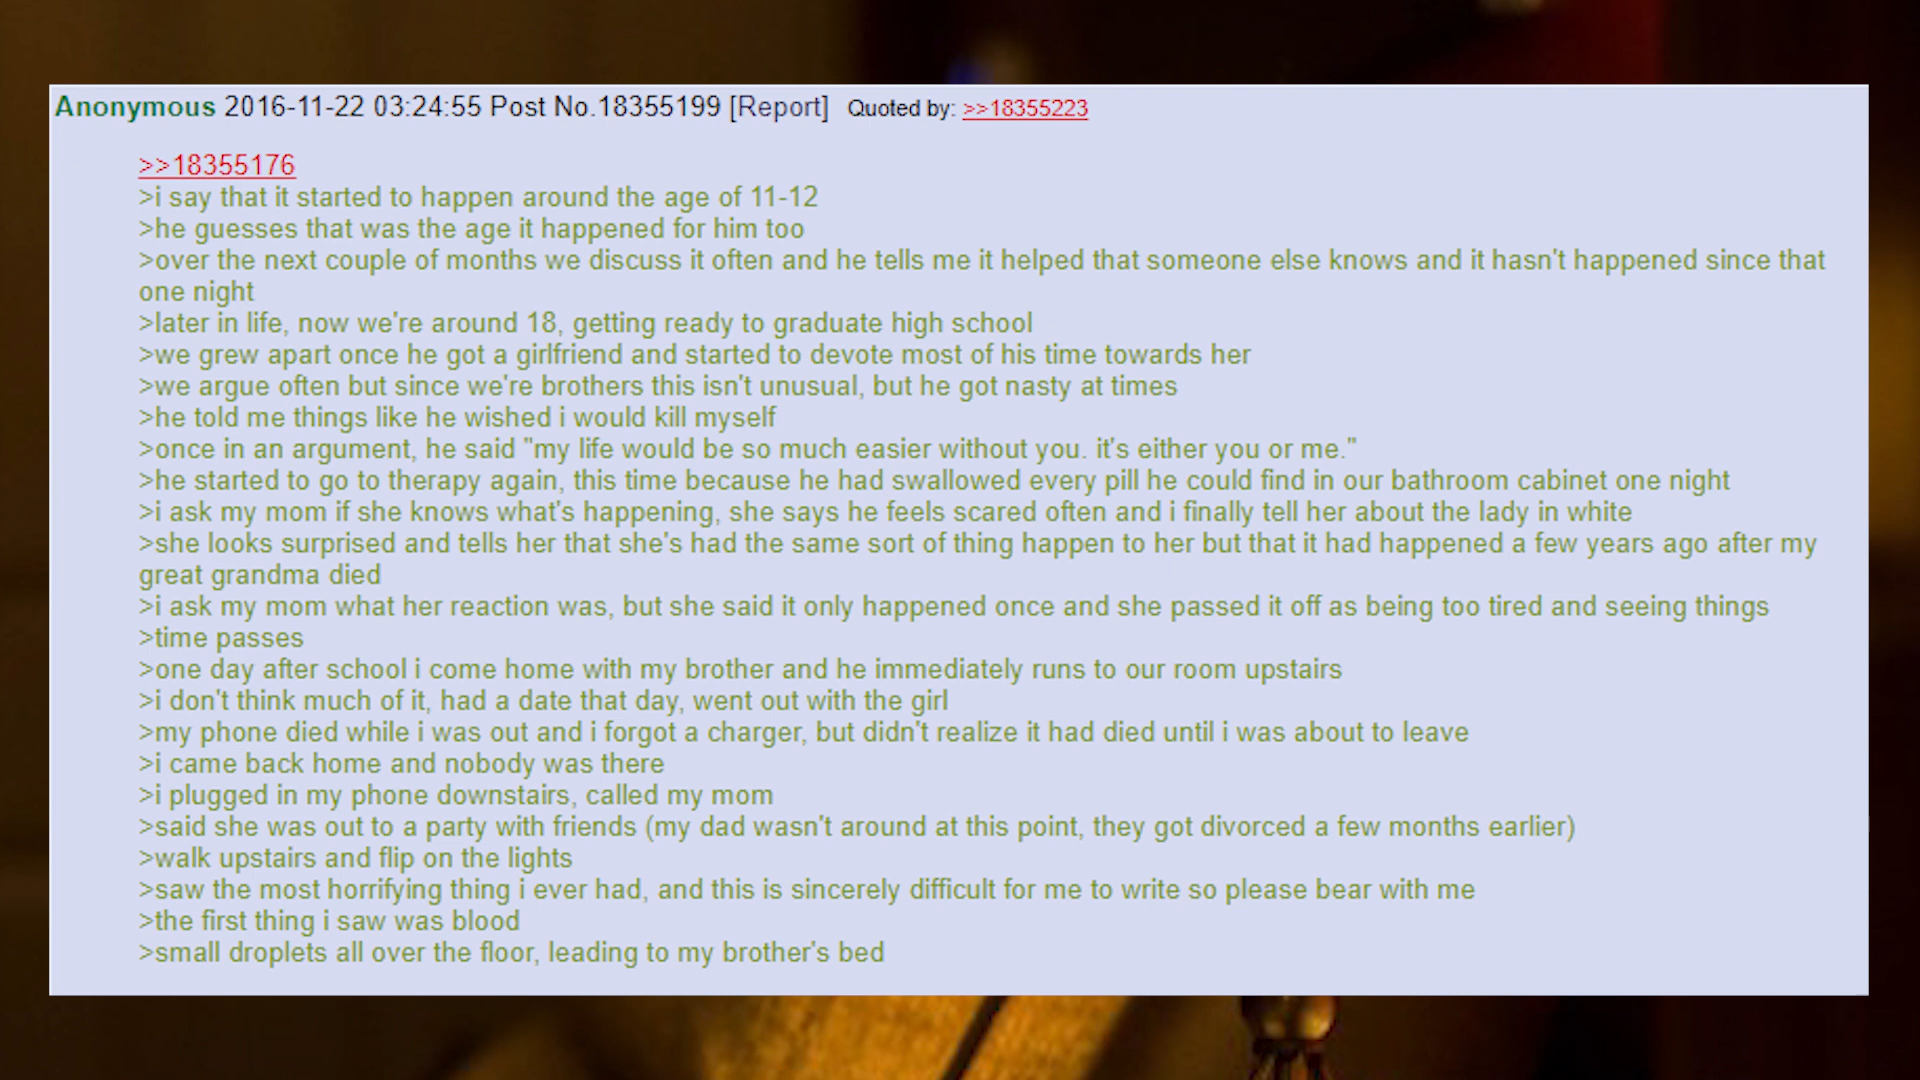 Anonymous 2016-11-22 03:24:55 Post No.18355199 [Report] Quoted by: >>18355223
>>18355176
>i say that it started to happen around the age of 11-12
>he guesses that was the age it happened for him too
>over the next couple of months we discuss it often and he tells me it helped that someone else knows and it hasn't happened since that
one night
>later in life, now we're around 18, getting ready to graduate high school
>we grew apart once he got a girlfriend and started to devote most of his time towards her
>we argue often but since we're brothers this isn't unusual, but he got nasty at times
>he told me things like he wished i would kill myself
>once in an argument, he said "my life would be so much easier without you. it's either you or me."
>he started to go to therapy again, this time because he had swallowed every pill he could find in our bathroom cabinet one night
>i ask my mom if she knows what's happening, she says he feels scared often and i finally tell her about the lady in white
>she looks surprised and tells her that she's had the same sort of thing happen to her but that it had happened a few years ago after my
great grandma died
>i ask my mom what her reaction was, but she said it only happened once and she passed it off as being too tired and seeing things
>time passes
>one day after school i come home with my brother and he immediately runs to our room upstairs
>i don't think much of it, had a date that day, went out with the girl
>my phone died while i was out and i forgot a charger, but didn't realize it had died until i was about to leave
>i came back home and nobody was there
>i plugged in my phone downstairs, called my mom
>said she was out to a party with friends (my dad wasn't around at this point, they got divorced a few months earlier)
>walk upstairs and flip on the lights
>saw the most horrifying thing i ever had, and this is sincerely difficult for me to write so please bear with me
>the first thing i saw was blood
>small droplets all over the floor, leading to my brother's bed